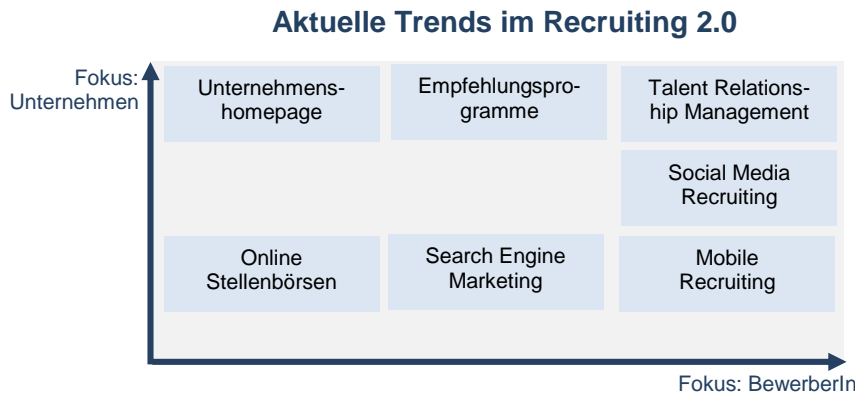 Aktuelle Trends im Recruiting 2.0
Fokus:
Unternehmen
Unternehmens-
homepage
Empfehlungspro-
gramme
Talent Relations-
hip Management
Social Media
Recruiting
Online
Stellenbörsen
Search Engine
Marketing
Mobile
Recruiting
Fokus: BewerberIn